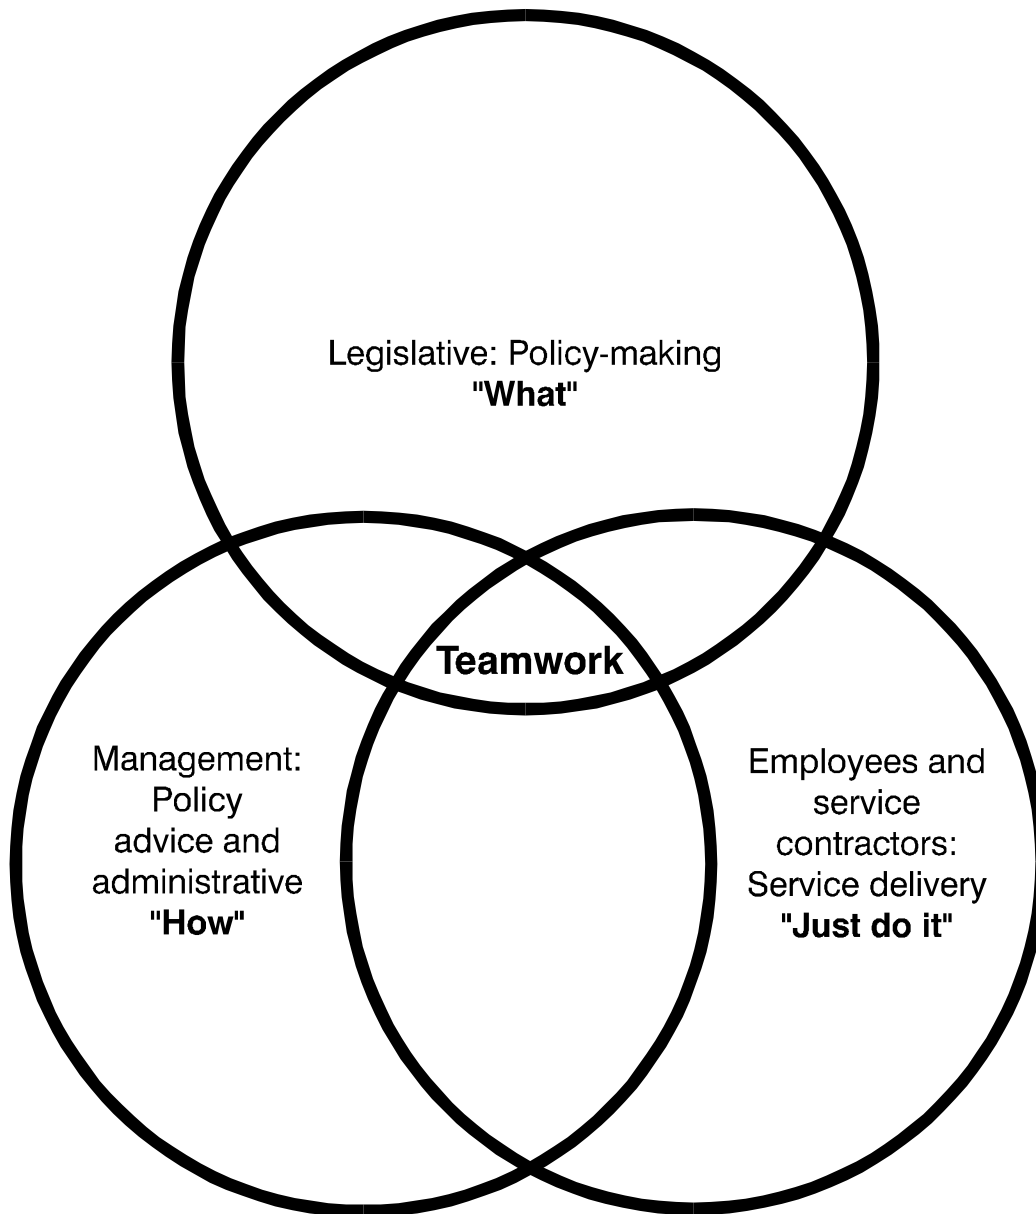 Legislative: Policy-making
"What"
Teamwork
Management:
Policy
advice and
administrative
"How"
Employees and
service
contractors:
Service delivery
"Just do it"